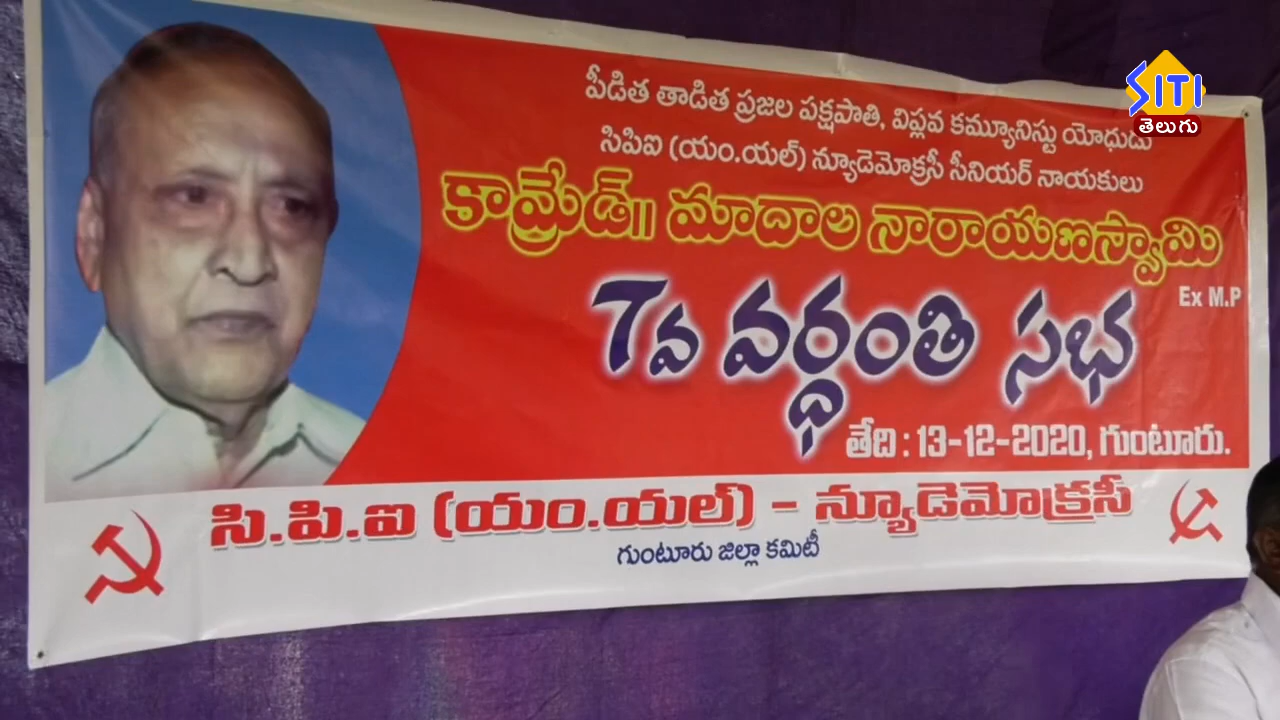 SITI
తెలుగు
పీడిత తాడిత ప్రజల పక్షపాతి, విప్లవ కమ్యూనిస్టు యోధుడు
సిపిఐ (యం.యల్) న్యూడెమోక్రసీ సీనియర్ నాయకులు
కామ్రేడ్॥ మాదాల నారాయణస్వామి
Ex M.P
7వ వర్ధంతి సభ
తేది : 13-12-2020, గుంటూరు.
సి.పి.ఐ (యం.యల్) - న్యూడెమోక్రసీ
గుంటూరు జిల్లా కమిటీ